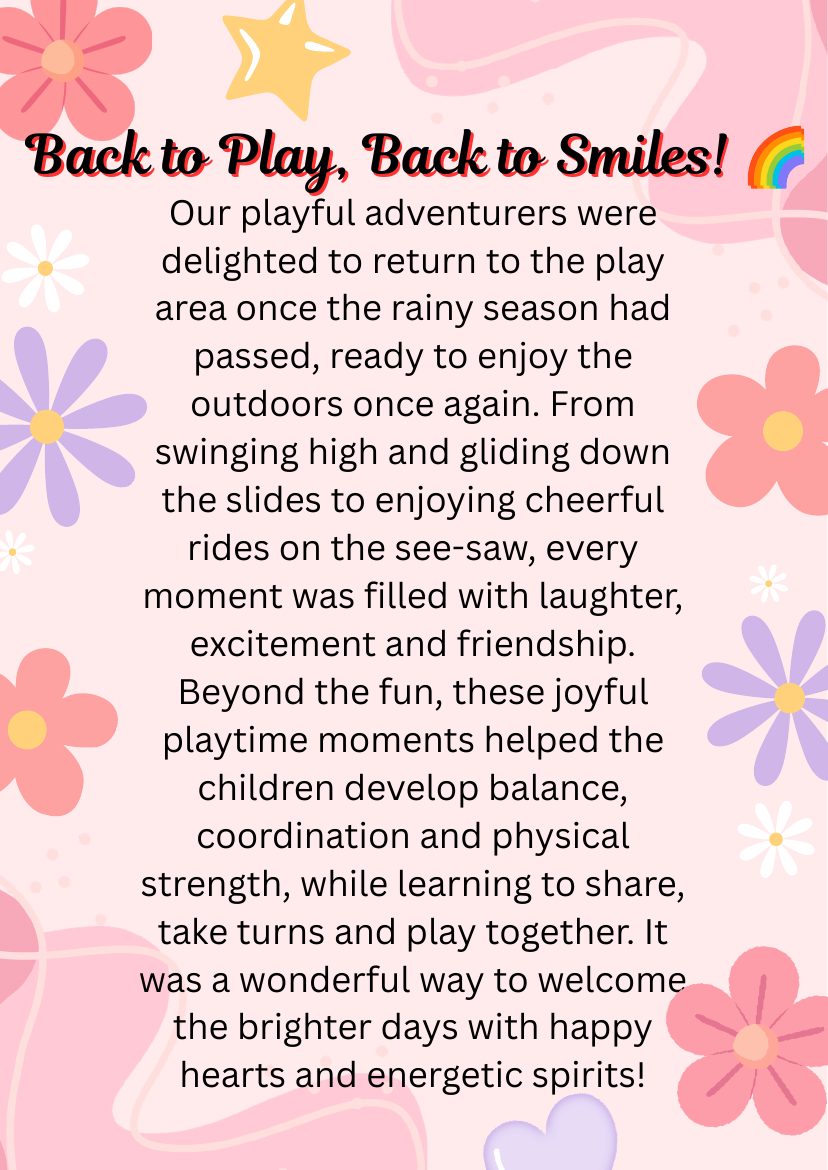 Back to Play, Back to Smiles! 🌈
Our playful adventurers were
delighted to return to the play
area once the rainy season had
passed, ready to enjoy the
outdoors once again. From
swinging high and gliding down
the slides to enjoying cheerful
rides on the see-saw, every
moment was filled with laughter,
excitement and friendship.
Beyond the fun, these joyful
playtime moments helped the
children develop balance,
coordination and physical
strength, while learning to share,
take turns and play together. It
was a wonderful way to welcome
the brighter days with happy
hearts and energetic spirits!